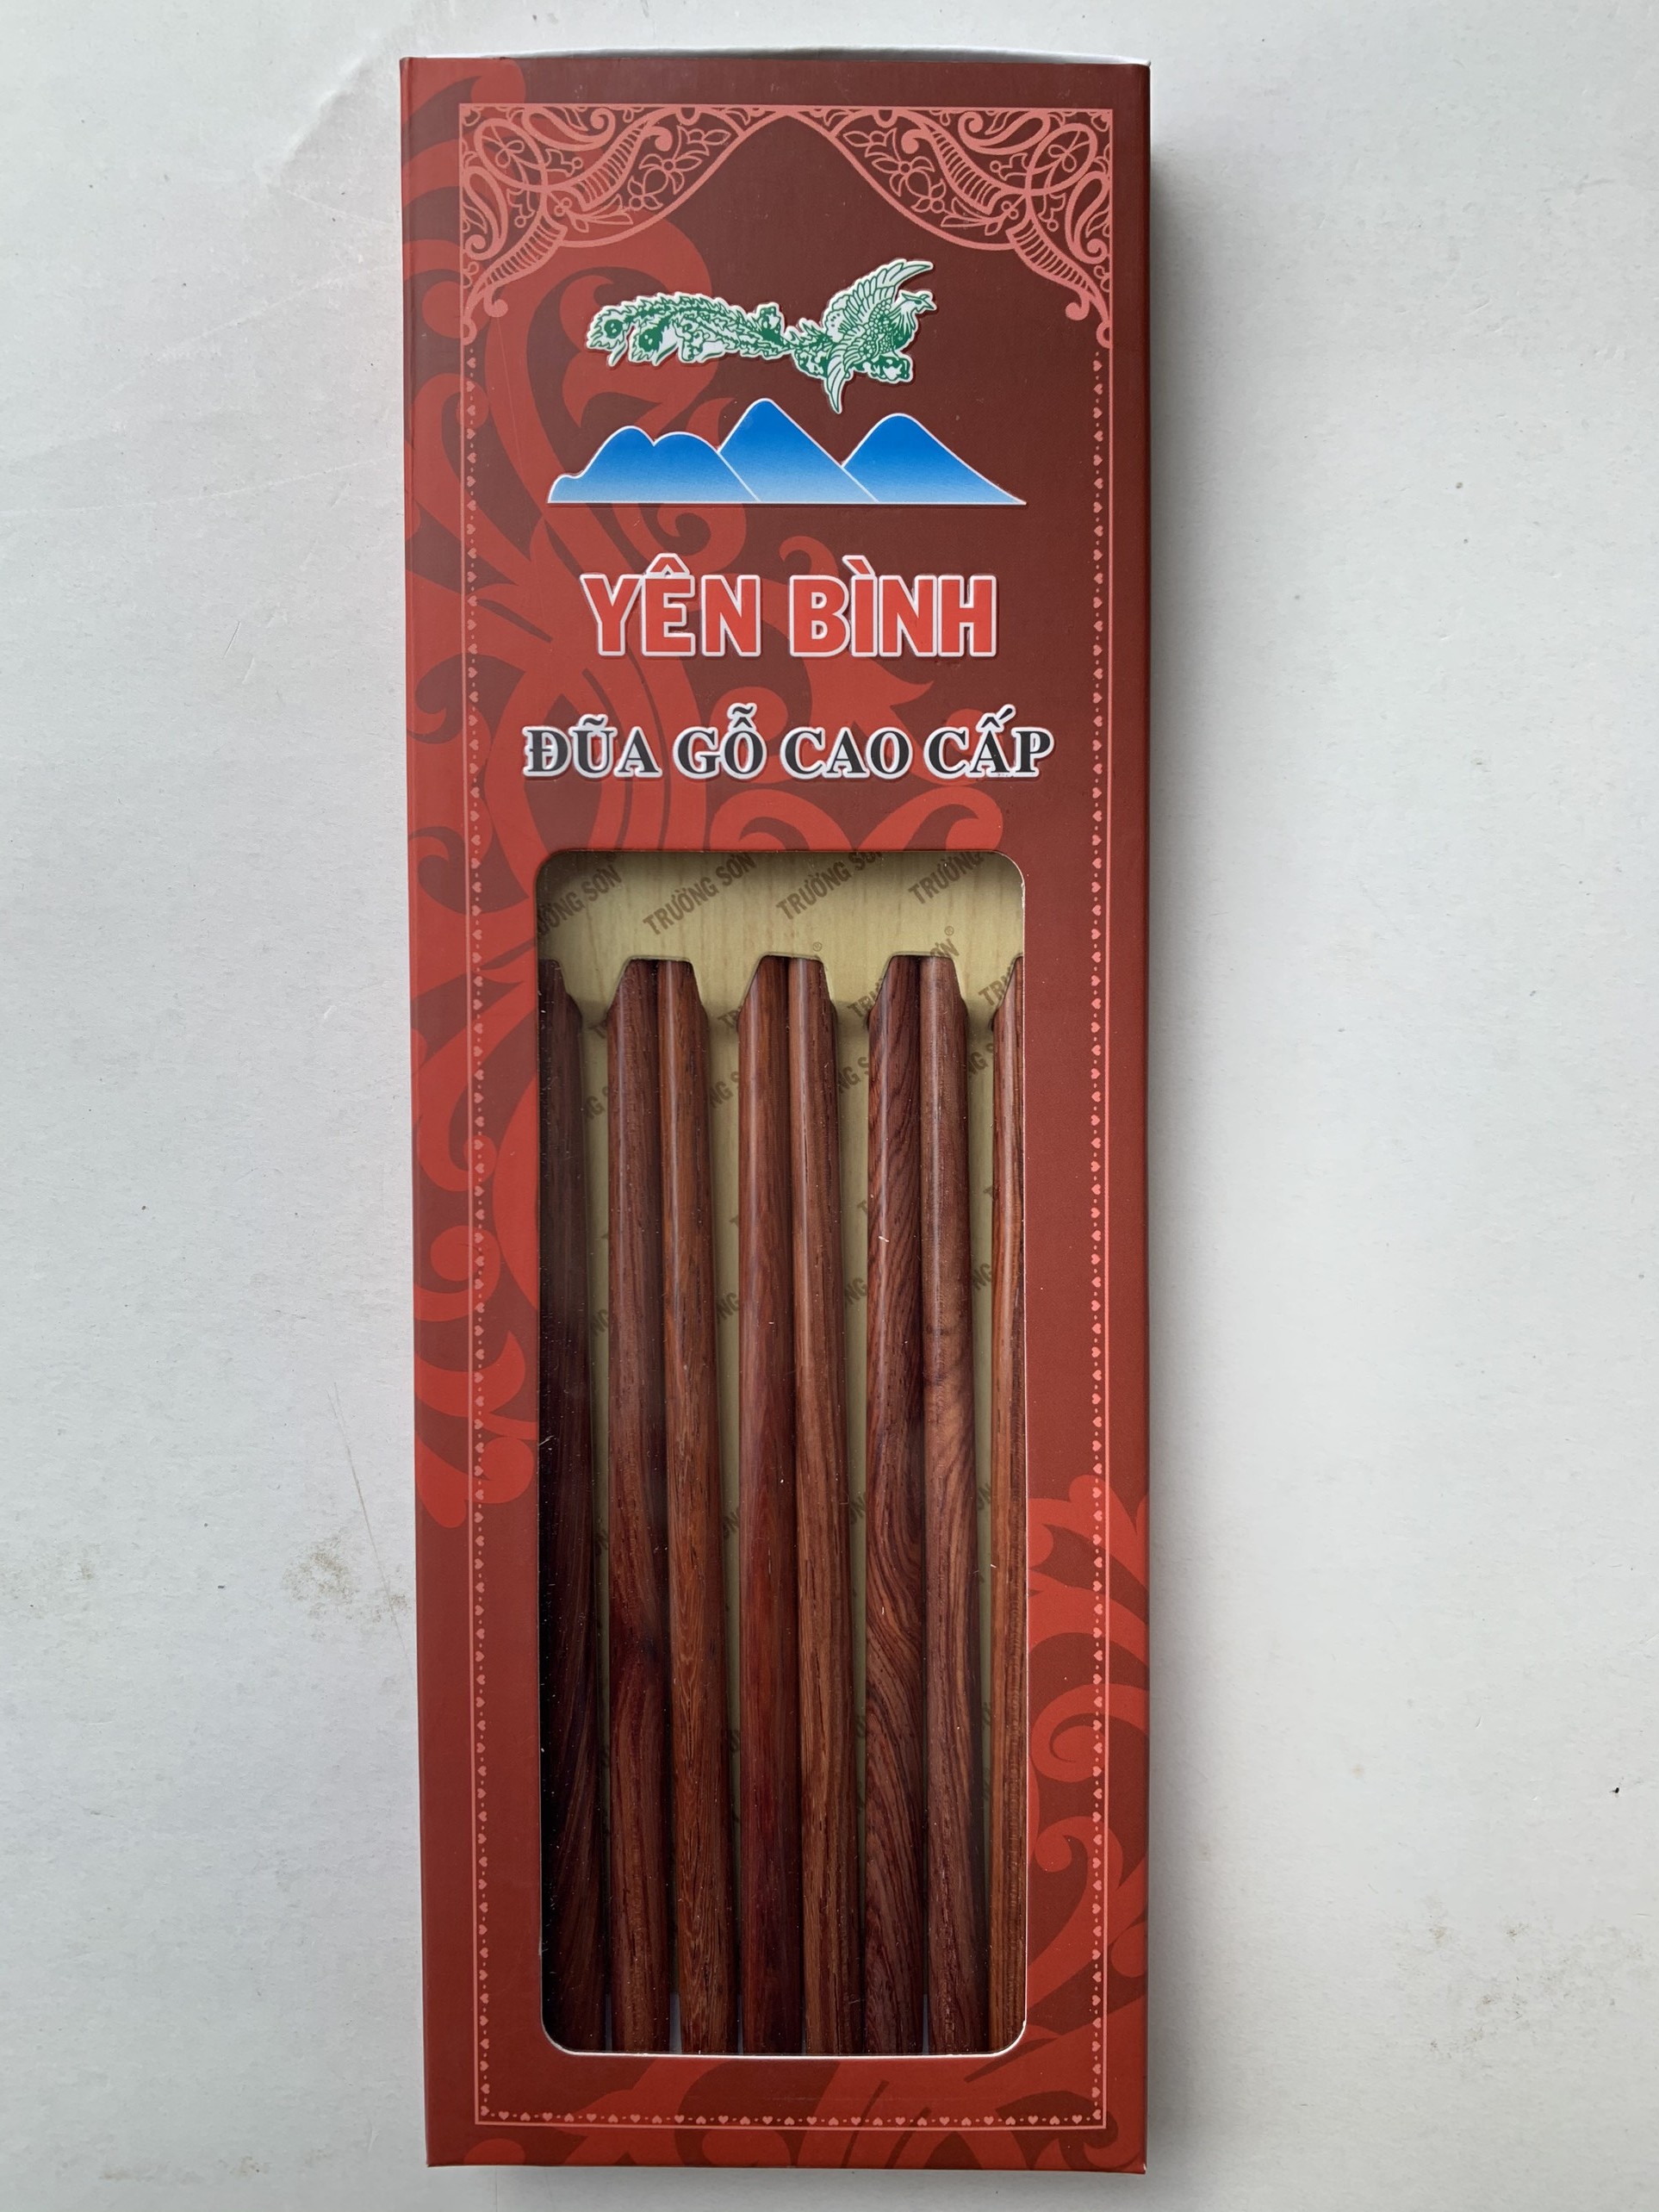 YÊN BÌNH
ĐŨA GỖ CAO CẤP
TRƯỜNG SƠN TRƯỜNG SƠN